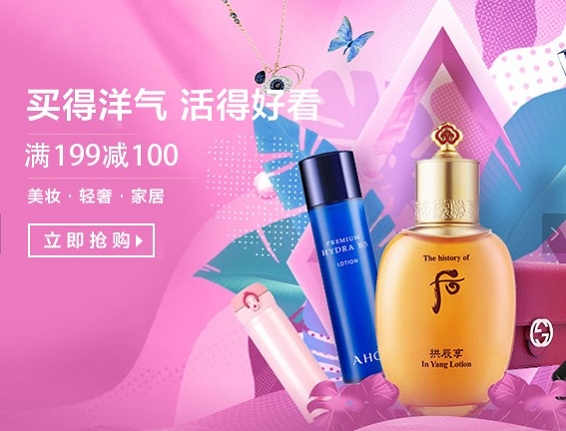 买得洋气 活得好看
满199减100
美妆·轻奢·家居
立即抢购
PREMIUM
HYDRA B5
LOTION
AHC
The history of
后
拱辰享
In Yang Lotion